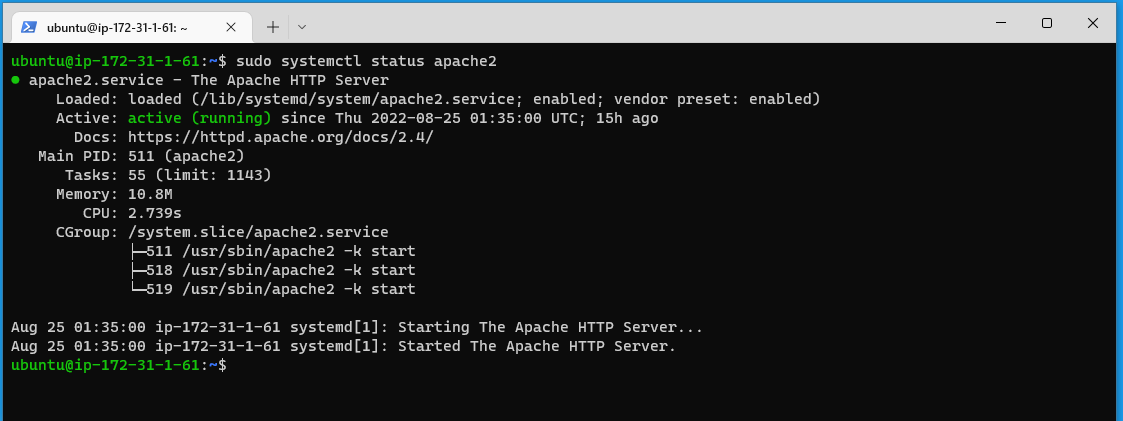 ubuntu@ip-172-31-1-61: ~
ubuntu@ip-172-31-1-61:~$ sudo systemctl status apache2
● apache2.service - The Apache HTTP Server
     Loaded: loaded (/lib/systemd/system/apache2.service; enabled; vendor preset: enabled)
     Active: active (running) since Thu 2022-08-25 01:35:00 UTC; 15h ago
       Docs: https://httpd.apache.org/docs/2.4/
   Main PID: 511 (apache2)
      Tasks: 55 (limit: 1143)
     Memory: 10.8M
        CPU: 2.739s
     CGroup: /system.slice/apache2.service
             ├─511 /usr/sbin/apache2 -k start
             ├─518 /usr/sbin/apache2 -k start
             └─519 /usr/sbin/apache2 -k start
Aug 25 01:35:00 ip-172-31-1-61 systemd[1]: Starting The Apache HTTP Server...
Aug 25 01:35:00 ip-172-31-1-61 systemd[1]: Started The Apache HTTP Server.
ubuntu@ip-172-31-1-61:~$